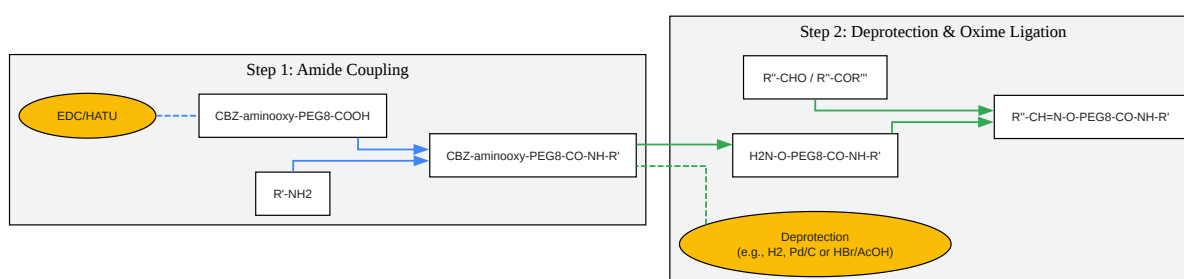 Step 1: Amide Coupling
EDC/HATU
CBZ-aminooxy-PEG8-COOH
R'-NH2
CBZ-aminooxy-PEG8-CO-NH-R'
Step 2: Deprotection & Oxime Ligation
R''-CHO / R''-COR'''
H2N-O-PEG8-CO-NH-R'
R''-CH=N-O-PEG8-CO-NH-R'
Deprotection
(e.g., H2, Pd/C or HBr/AcOH)